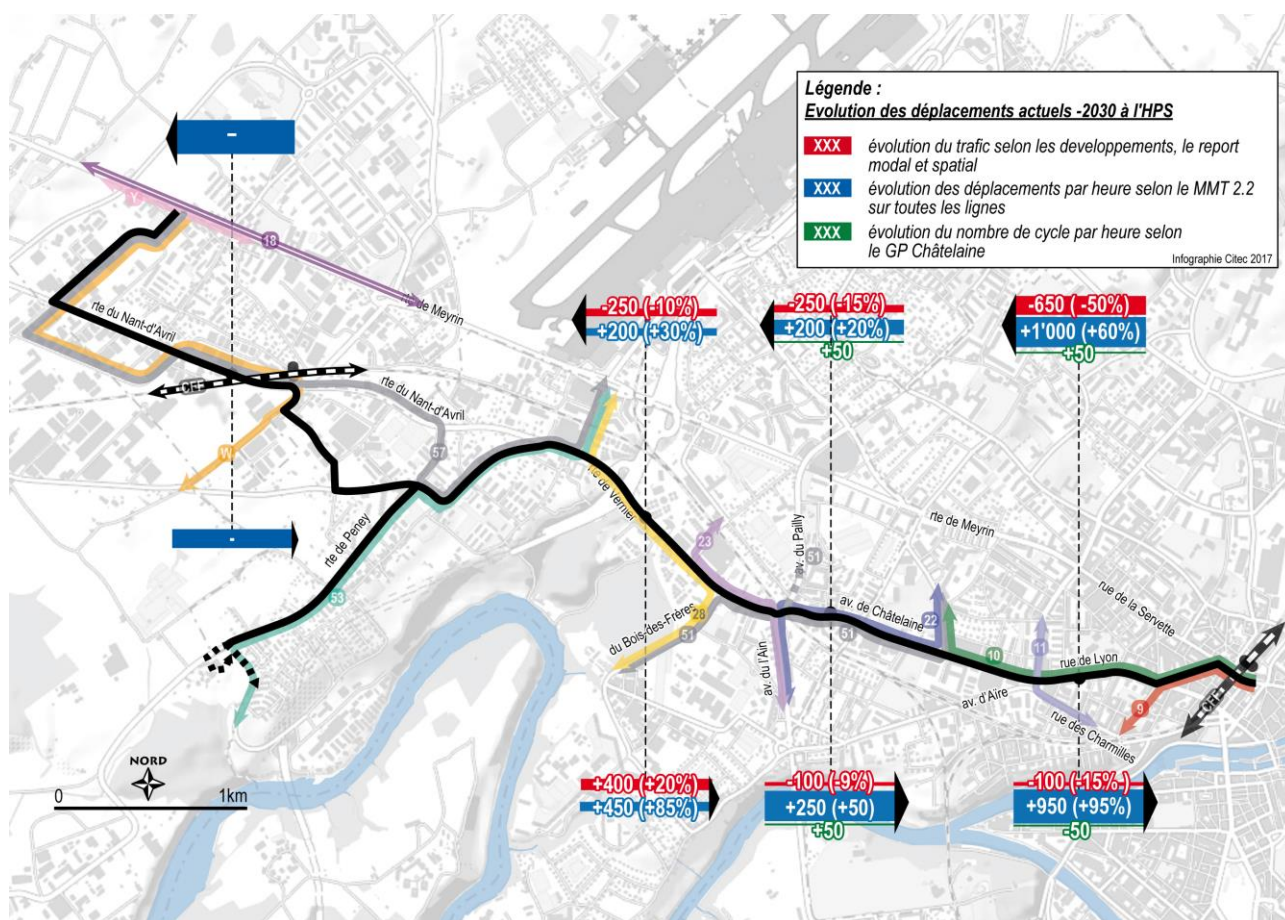 Légende :
Evolution des déplacements actuels -2030 à l'HPS
XXX évolution du trafic selon les developpements, le report
modal et spatial
XXX évolution des déplacements par heure selon le MMT 2.2
sur toutes les lignes
XXX évolution du nombre de cycle par heure selon
le GP Châtelaine
Infographie Citec 2017
-
Y
18
rte de Meyrin
-250 (-10%)
+200 (+30%)
-250 (-15%)
+200 (+20%)
+50
-650 (-50%)
+1'000 (+60%)
+50
rte du Nant-d'Avril
CFF
rte du Nant-d'Avril
W
57
rte de Vernier
-
rte de Peney
53
23
av. du Pailly
51
rte de Meyrin
28
51
du Bois-des-Frères
av. du l'Ain
av. de Châtelaine
51
22
10
11
rue de Lyon
rue de la Servette
av. d'Aire
rue des Charmilles
9
CFF
NORD
0 1km
+400 (+20%)
+450 (+85%)
-100 (-9%)
+250 (+50)
+50
-100 (-15%-)
+950 (+95%)
-50